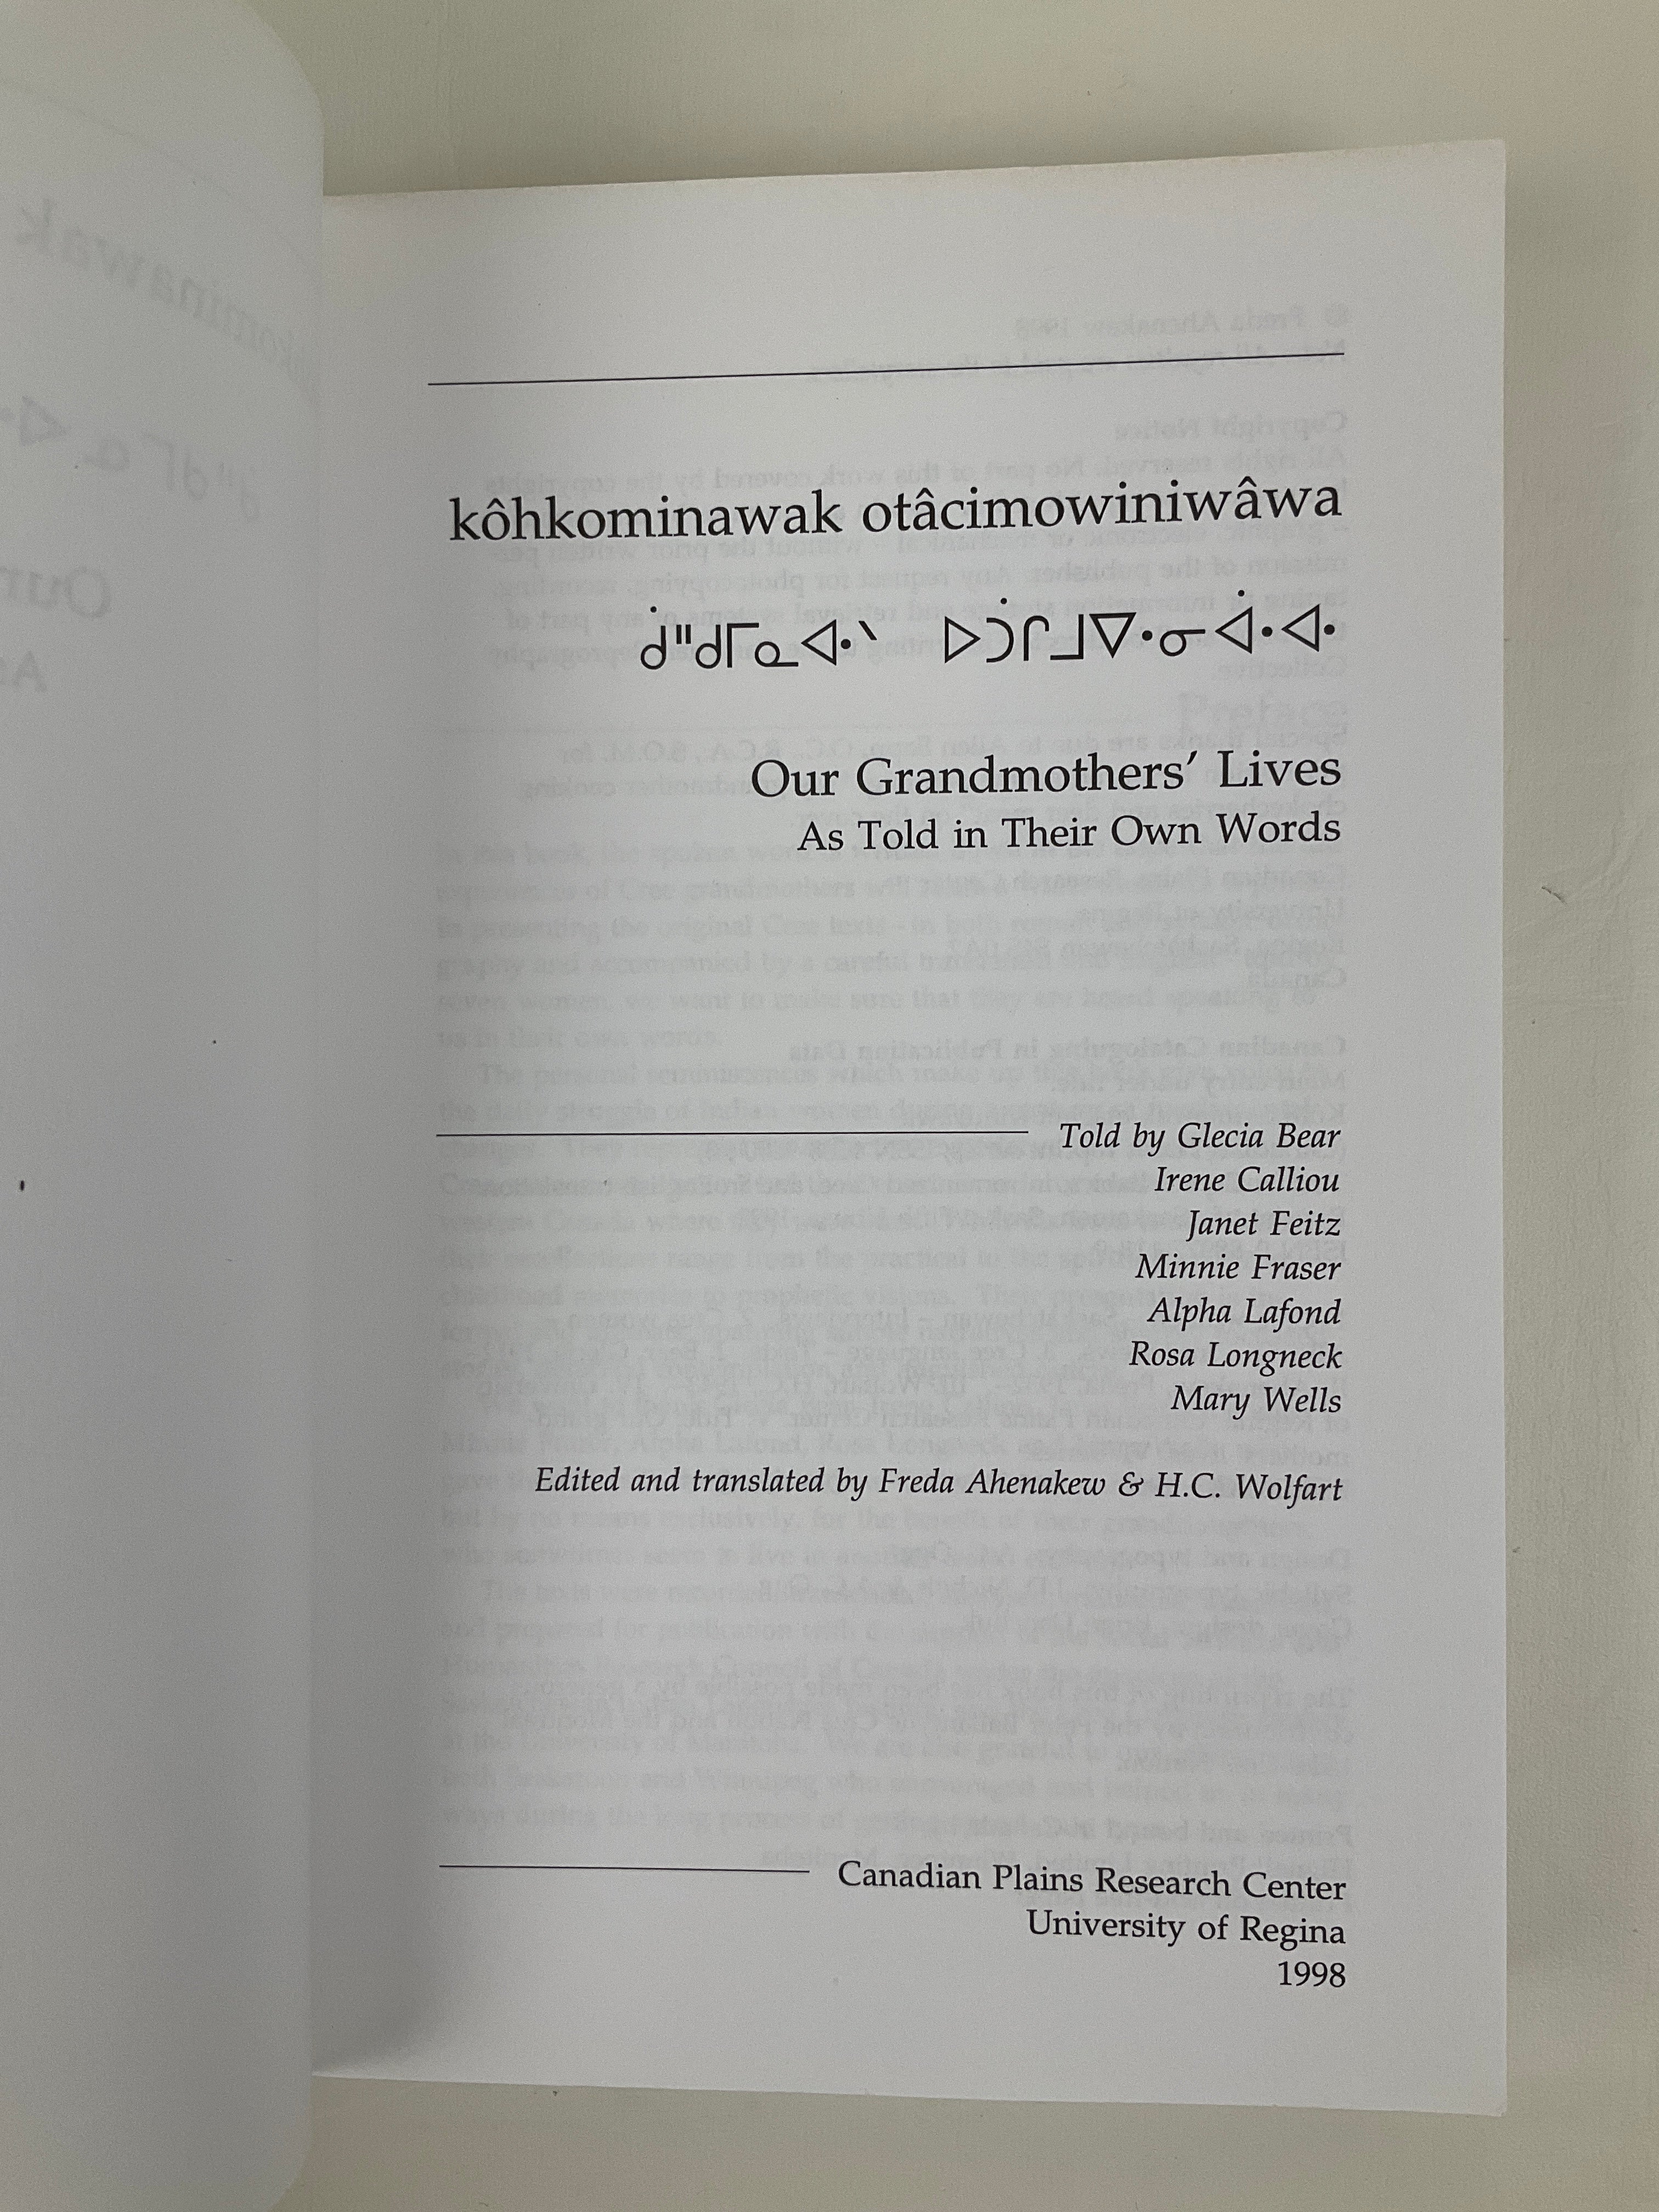 kôhkominawak otâcimowiniwâwa
ᑰᐦᑯᒥᓇᐊᐧᐠ ᐅᑖᒋᒧᐁᐧᓂᐋᐧᐊᐧ
Our Grandmothers’ Lives
As Told in Their Own Words
Told by Glecia Bear
Irene Calliou
Janet Feitz
Minnie Fraser
Alpha Lafond
Rosa Longneck
Mary Wells
Edited and translated by Freda Ahenakew & H.C. Wolfart
Canadian Plains Research Center
University of Regina
1998